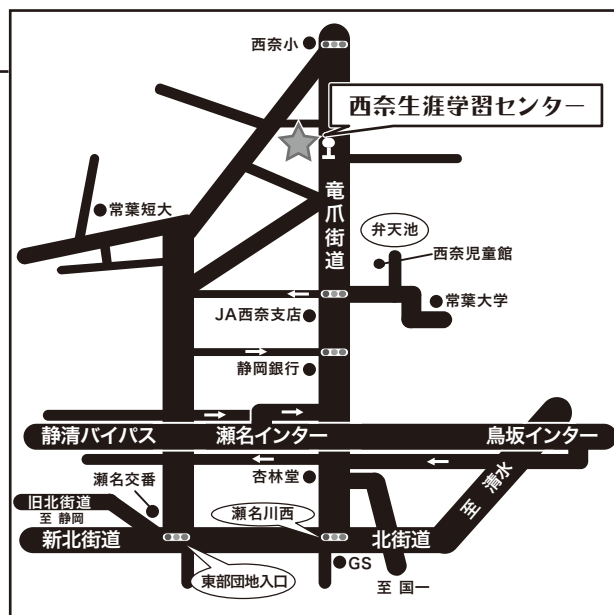 西奈小
西奈生涯学習センター
竜爪街道
常葉短大
弁天池
西奈児童館
常葉大学
JA西奈支店
静岡銀行
静清バイパス
瀬名インター
鳥坂インター
杏林堂
瀬名交番
至 清水
旧北街道
至 静岡
瀬名川西
新北街道
北街道
GS
東部団地入口
至 国一